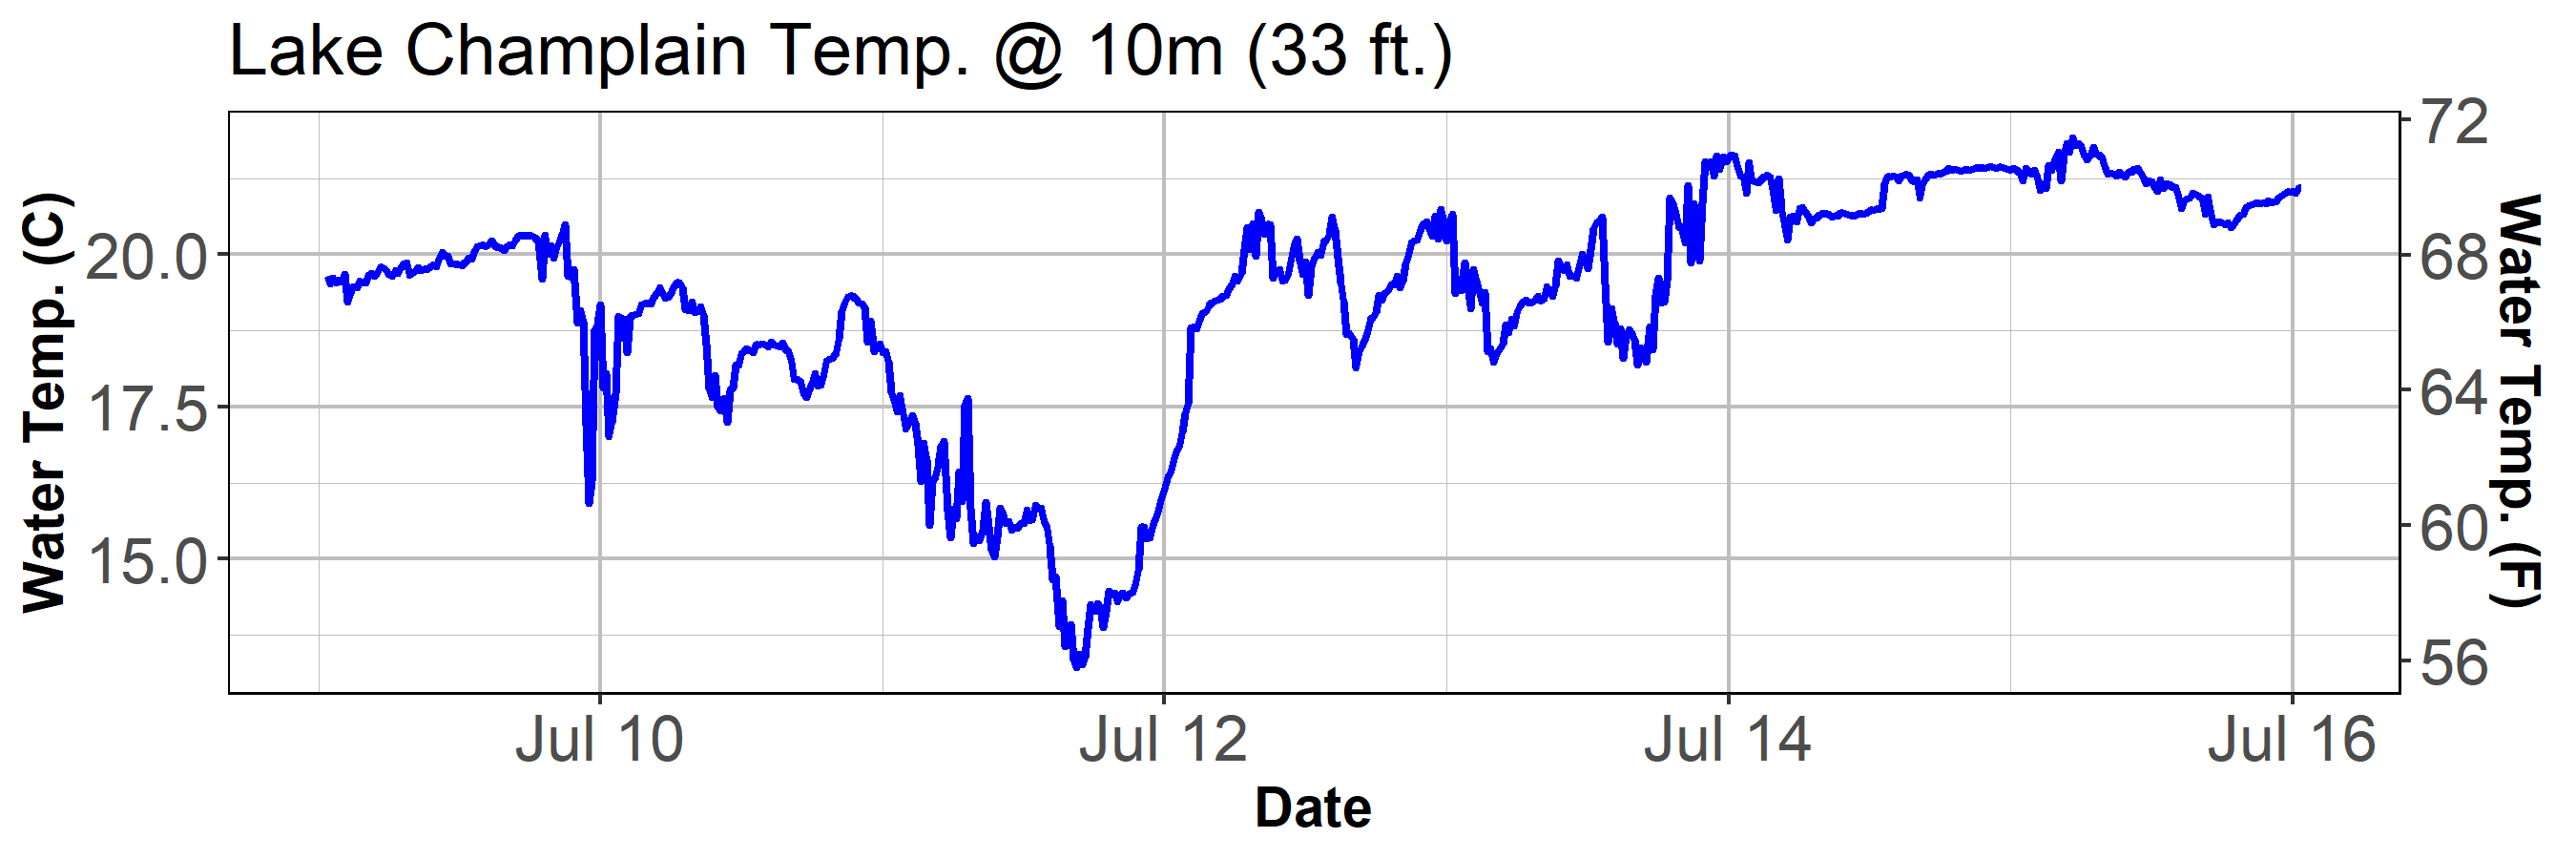 Lake Champlain Temp. @ 10m (33 ft.)
Water Temp. (C)
20.0
17.5
15.0
72
68
64
60
56
Water Temp. (F)
Jul 10
Jul 12
Jul 14
Jul 16
Date